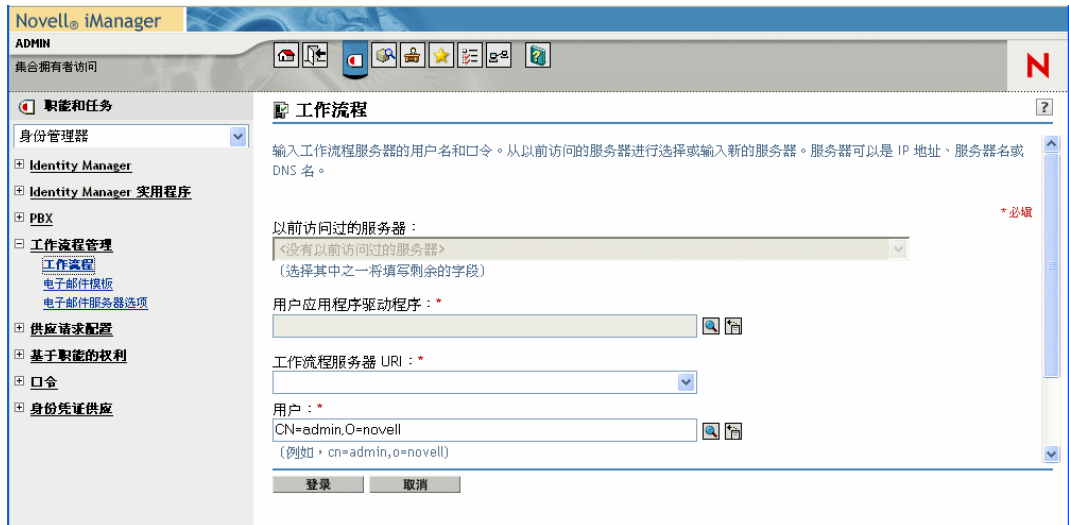 Novell® iManager
ADMIN
集合拥有者访问
N
职能和任务
身份管理器
Identity Manager
Identity Manager 实用程序
PBX
工作流程管理
工作流程
电子邮件模板
电子邮件服务器选项
供应请求配置
基于职能的权利
口令
身份凭证供应
工作流程
?
输入工作流程服务器的用户名和口令。从以前访问的服务器进行选择或输入新的服务器。服务器可以是 IP 地址、服务器名或
DNS 名。
* 必填
以前访问过的服务器：
<没有以前访问过的服务器>
（选择其中之一将填写剩余的字段）
用户应用程序驱动程序：*
工作流程服务器 URI：*
用户：*
CN=admin,O=novell
（例如，cn=admin,o=novell）
登录
取消